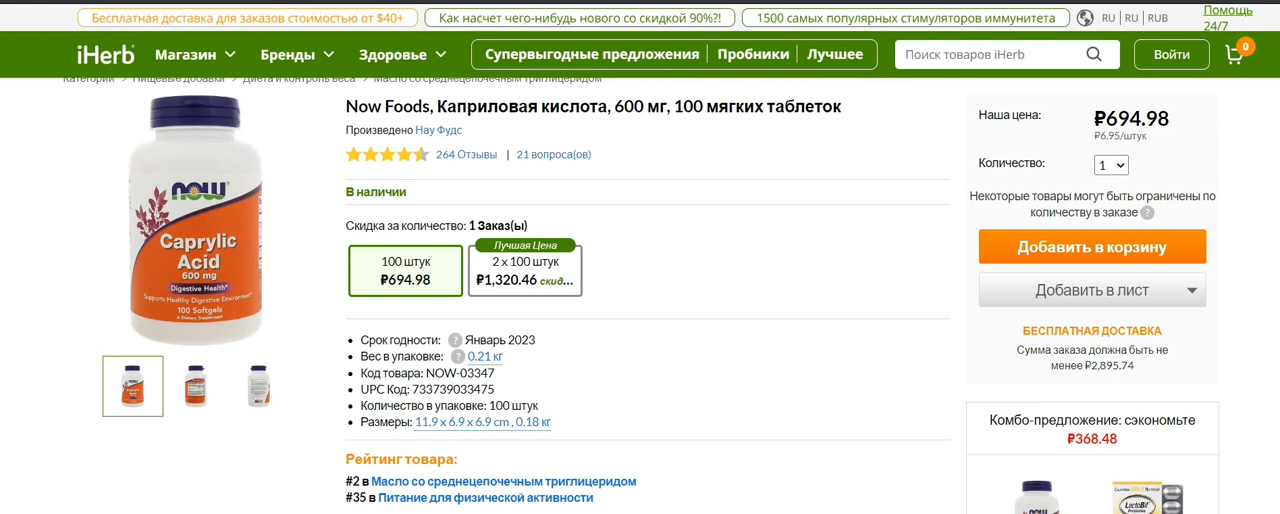 Бесплатная доставка для заказов стоимостью от $40+
Как насчет чего-нибудь нового со скидкой 90%?!
1500 самых популярных стимуляторов иммунитета
RU | RU | RUB
Помощь
24/7
iHerb
Магазин
Бренды
Здоровье
Супервыгодные предложения
Пробники
Лучшее
Поиск товаров iHerb
Войти
0
Категории > Пищевые добавки > Диета и контроль веса > Масло со среднецепочечным триглицеридом
NOW
Caprylic
Acid
600 mg
Digestive Health*
Supports Healthy Digestive Environment*
100 Softgels
A Dietary Supplement
Now Foods, Каприловая кислота, 600 мг, 100 мягких таблеток
Произведено Нау Фудс
264 Отзывы | 21 вопроса(ов)
В наличии
Скидка за количество: 1 Заказ(ы)
Лучшая Цена
100 штук
₽694.98
2 x 100 штук
₽1,320.46 скид...
Срок годности: ? Январь 2023
Вес в упаковке: ? 0.21 кг
Код товара: NOW-03347
UPC Код: 733739033475
Количество в упаковке: 100 штук
Размеры: 11.9 x 6.9 x 6.9 cm , 0.18 кг
Рейтинг товара:
#2 в Масло со среднецепочечным триглицеридом
#35 в Питание для физической активности
Наша цена: ₽694.98
₽6.95/штук
Количество: 1
Некоторые товары могут быть ограничены по
количеству в заказе ?
Добавить в корзину
Добавить в лист
БЕСПЛАТНАЯ ДОСТАВКА
Сумма заказа должна быть не
менее ₽2,895.74
Комбо-предложение: сэкономьте
₽368.48
NOW
LactoBif